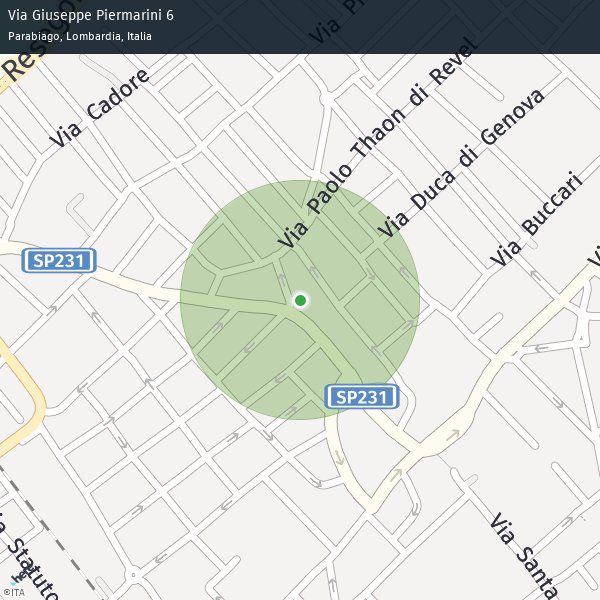 Via Giuseppe Piermarini 6
Parabiago, Lombardia, Italia
Via Cadore
Via Paolo Thaon di Revel
Via Duca di Genova
Via Buccari
SP231
SP231
Via Santa
Statuto
here
©ITA